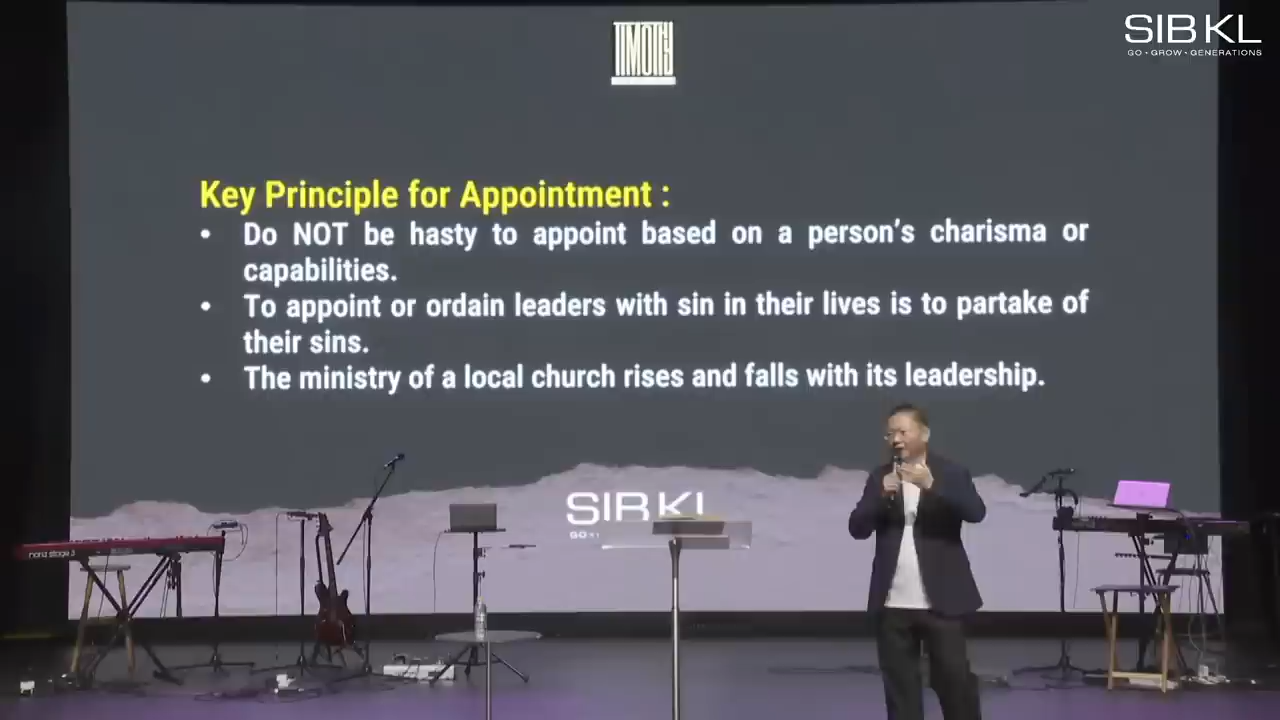 TIMOTHY
SIBKL
GO • GROW • GENERATIONS
Key Principle for Appointment :
• Do NOT be hasty to appoint based on a person's charisma or
capabilities.
• To appoint or ordain leaders with sin in their lives is to partake of
their sins.
• The ministry of a local church rises and falls with its leadership.
SIBKL
GO •
nord stage 3